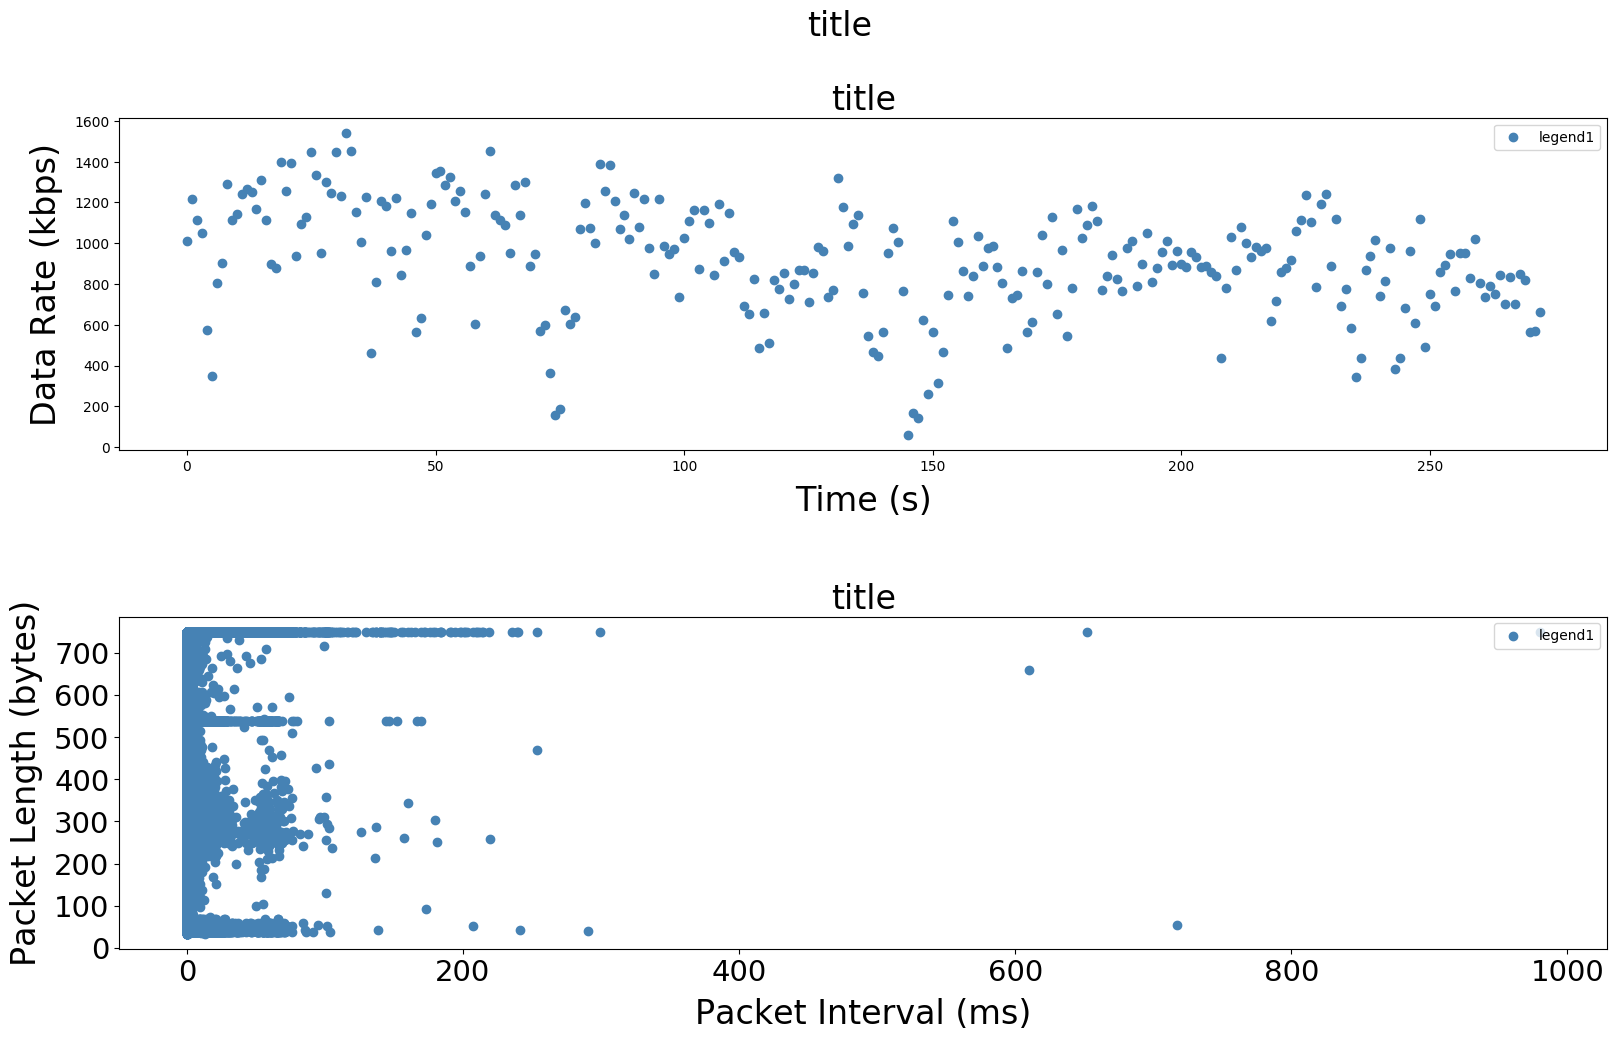 title
title
Data Rate (kbps)
1600
1400
1200
1000
800
600
400
200
0
legend1
0 50 100 150 200 250
Time (s)
title
Packet Length (bytes)
700
600
500
400
300
200
100
0
legend1
0 200 400 600 800 1000
Packet Interval (ms)